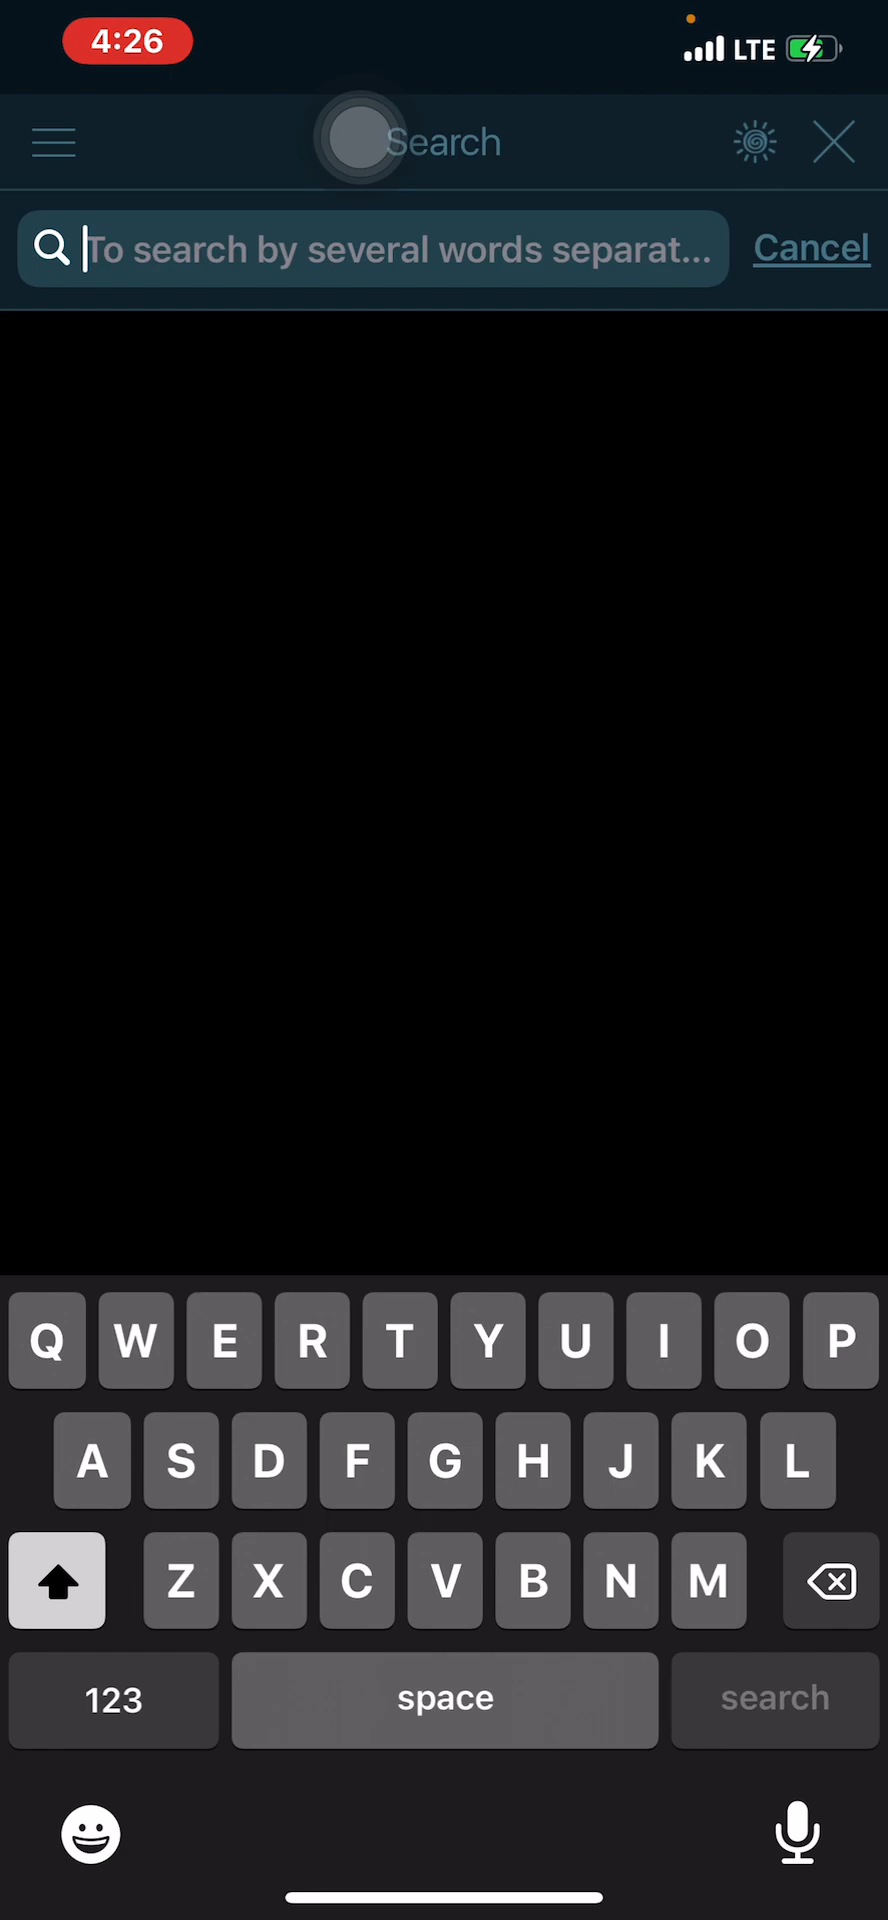 4:26
LTE
Search
To search by several words separat...
Cancel
Q W E R T Y U I O P
A S D F G H J K L
Z X C V B N M
123 space search